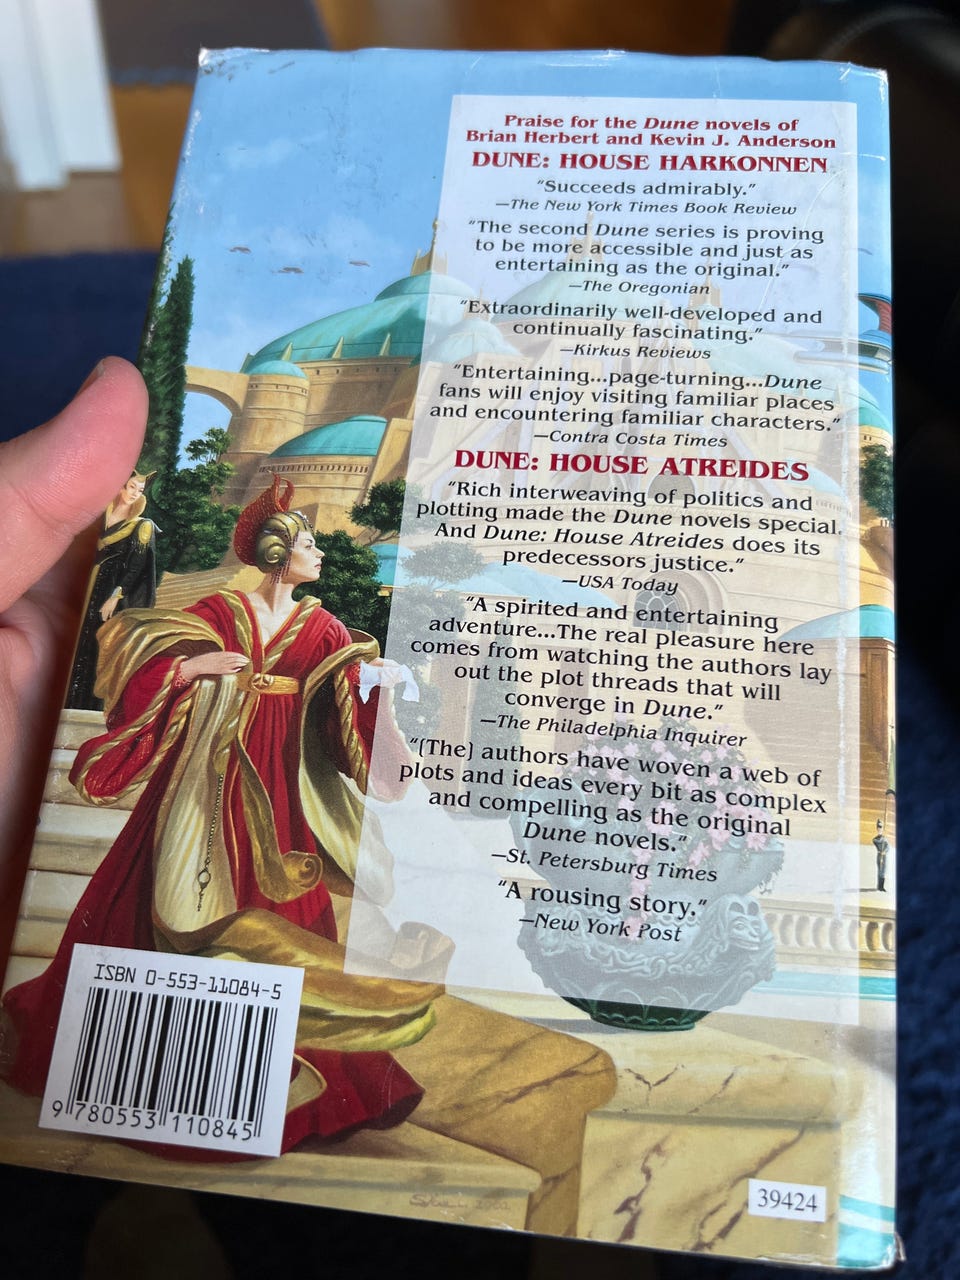 Praise for the Dune novels of
Brian Herbert and Kevin J. Anderson
DUNE: HOUSE HARKONNEN
“Succeeds admirably.”
—The New York Times Book Review
“The second Dune series is proving
to be more accessible and just as
entertaining as the original.”
—The Oregonian
“Extraordinarily well-developed and
continually fascinating.”
—Kirkus Reviews
“Entertaining...page-turning...Dune
fans will enjoy visiting familiar places
and encountering familiar characters.”
—Contra Costa Times
DUNE: HOUSE ATREIDES
“Rich interweaving of politics and
plotting made the Dune novels special.
And Dune: House Atreides does its
predecessors justice.”
—USA Today
“A spirited and entertaining
adventure...The real pleasure here
comes from watching the authors lay
out the plot threads that will
converge in Dune.”
—The Philadelphia Inquirer
“(The) authors have woven a web of
plots and ideas every bit as complex
and compelling as the original
Dune novels.”
—St. Petersburg Times
“A rousing story.”
—New York Post
ISBN 0-553-11084-5
9 780553 110845
39424